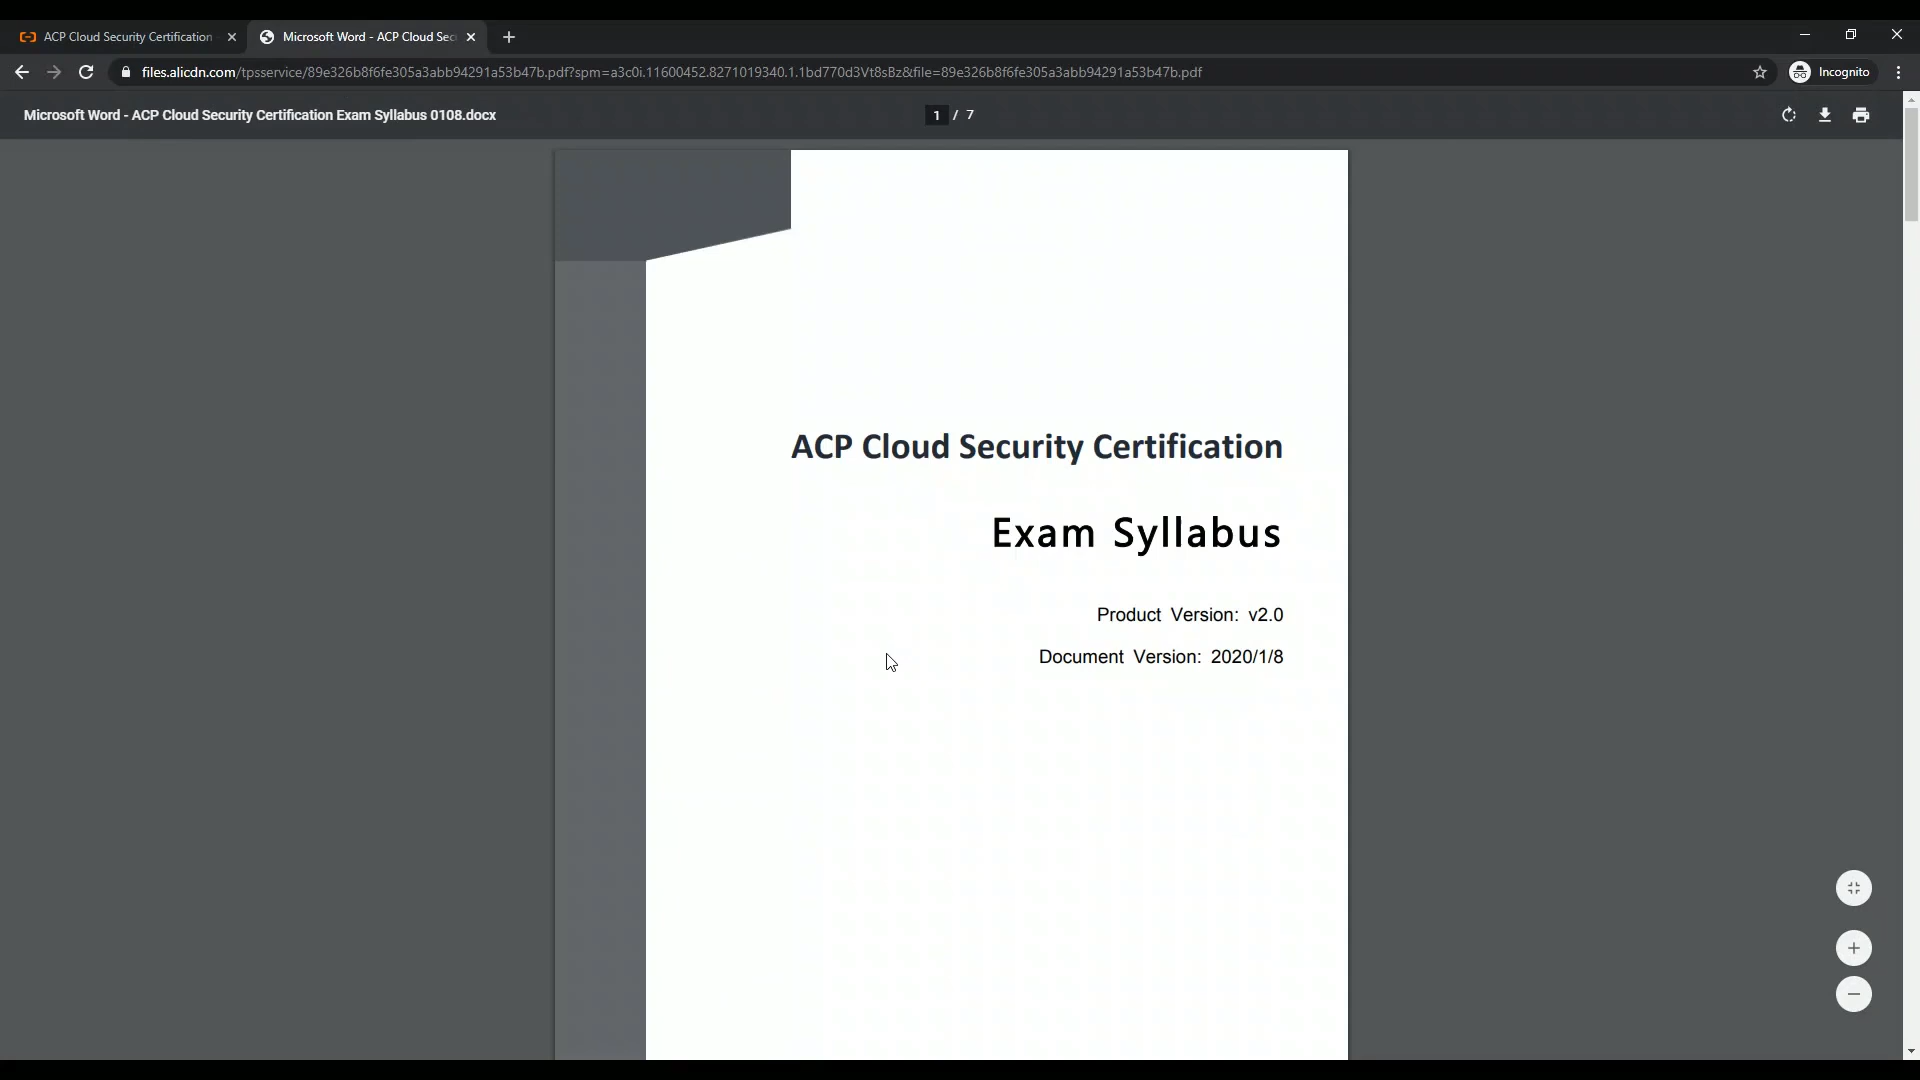 ACP Cloud Security Certification
Microsoft Word - ACP Cloud Sec
files.alicdn.com/tpsservice/89e326b8f6fe305a3abb94291a53b47b.pdf?spm=a3c0i.11600452.8271019340.1.1bd770d3Vt8sBz&file=89e326b8f6fe305a3abb94291a53b47b.pdf
Incognito
Microsoft Word - ACP Cloud Security Certification Exam Syllabus 0108.docx
1 / 7
ACP Cloud Security Certification
Exam Syllabus
Product Version: v2.0
Document Version: 2020/1/8